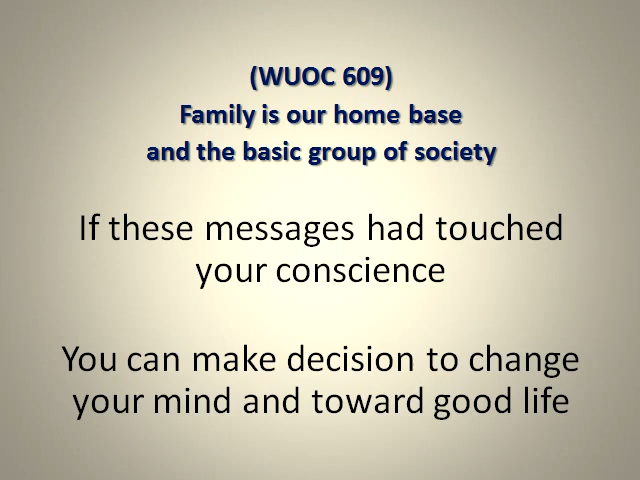 (WUOC 609)
Family is our home base
and the basic group of society
If these messages had touched
your conscience
You can make decision to change
your mind and toward good life